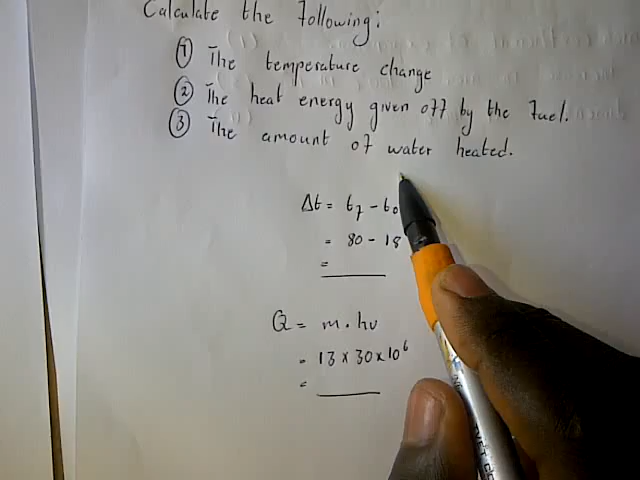 Calculate the following:
① The temperature change
② The heat energy given off by the fuel.
③ The amount of water heated.
Δt = t₇ - t₀
= 80 - 18
=
Q = m . hv
= 13 x 30 x 10⁶
=